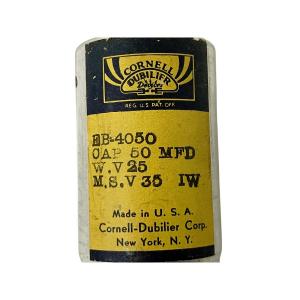 CORNELL
DUBILIER
REG. U.S. PAT. OFF.
EB-4050
CAP 50 MFD
W.V 25
M.S.V 35 IW
Made in U. S. A.
Cornell-Dubilier Corp.
New York, N. Y.